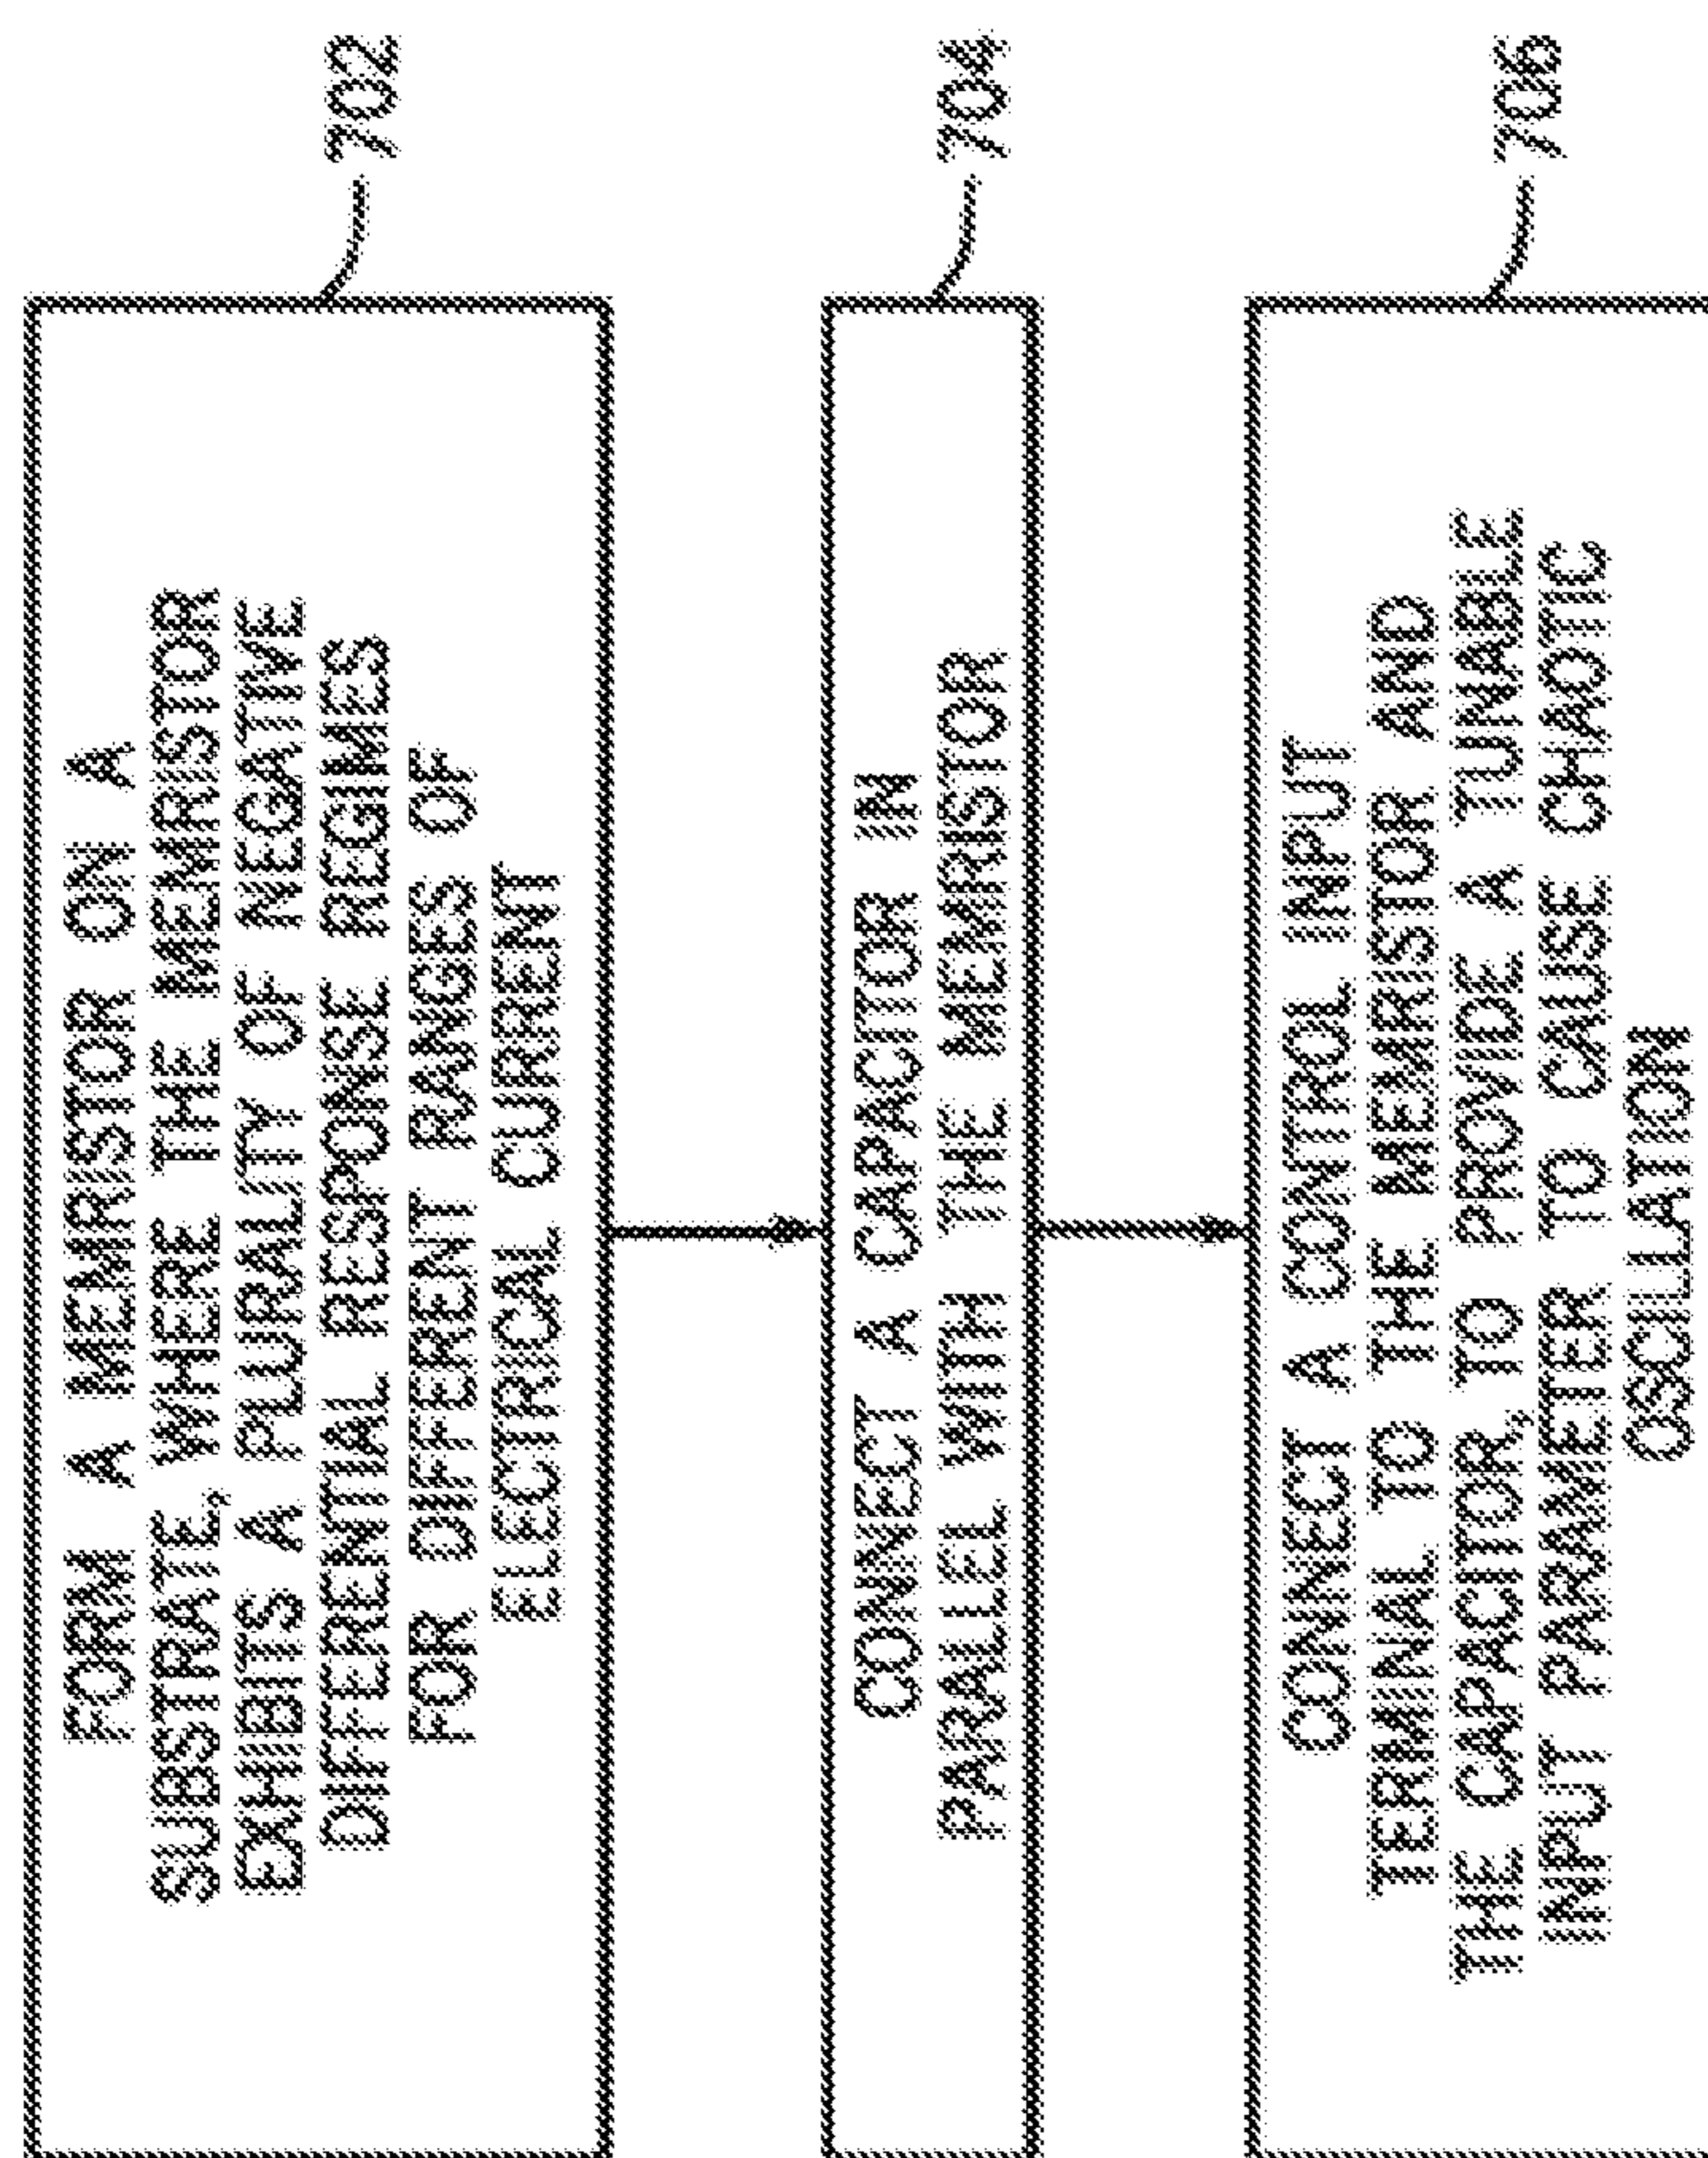 FORM A MEMRISTOR ON A
SUBSTRATE, WHERE THE MEMRISTOR
EXHIBITS A PLURALITY OF NEGATIVE
DIFFERENTIAL RESPONSE REGIMES
FOR DIFFERENT RANGES OF
ELECTRICAL CURRENT
702
CONNECT A CAPACITOR IN
PARALLEL WITH THE MEMRISTOR
704
CONNECT A CONTROL INPUT
TERMINAL TO THE MEMRISTOR AND
THE CAPACITOR, TO PROVIDE A TUNABLE
INPUT PARAMETER TO CAUSE CHAOTIC
OSCILLATION
706